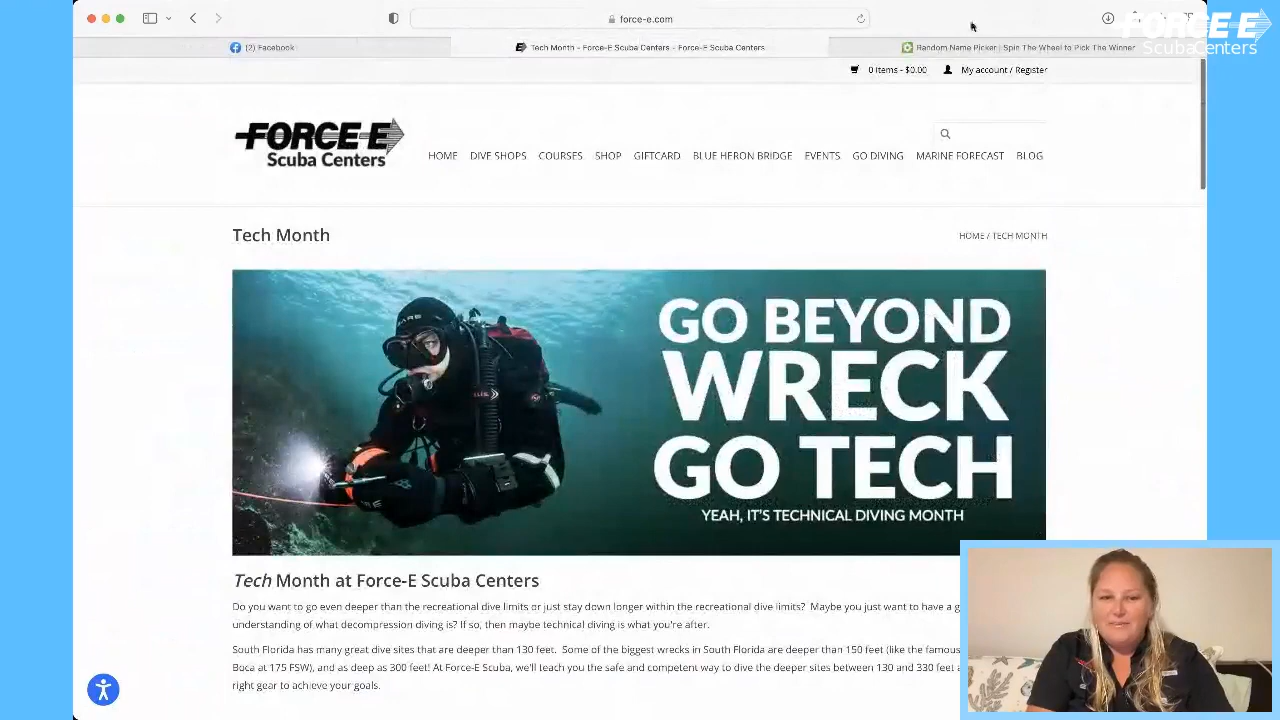 force-e.com
(2) Facebook
Tech Month - Force-E Scuba Centers - Force-E Scuba Centers
Random Name Picker | Spin The Wheel to Pick The Winner
FORCE-E
ScubaCenters
0 items - $0.00
My account / Register
FORCE-E
Scuba Centers
HOME DIVE SHOPS COURSES SHOP GIFTCARD BLUE HERON BRIDGE EVENTS GO DIVING MARINE FORECAST BLOG
Tech Month
HOME / TECH MONTH
GO BEYOND
WRECK
GO TECH
YEAH, IT'S TECHNICAL DIVING MONTH
Tech Month at Force-E Scuba Centers
Do you want to go even deeper than the recreational dive limits or just stay down longer within the recreational dive limits? Maybe you just want to have a
understanding of what decompression diving is? If so, then maybe technical diving is what you're after.
South Florida has many great dive sites that are deeper than 130 feet. Some of the biggest wrecks in South Florida are deeper than 150 feet (like the famous
Boca at 175 FSW), and as deep as 300 feet! At Force-E Scuba, we'll teach you the safe and competent way to dive the deeper sites between 130 and 330 feet
right gear to achieve your goals.